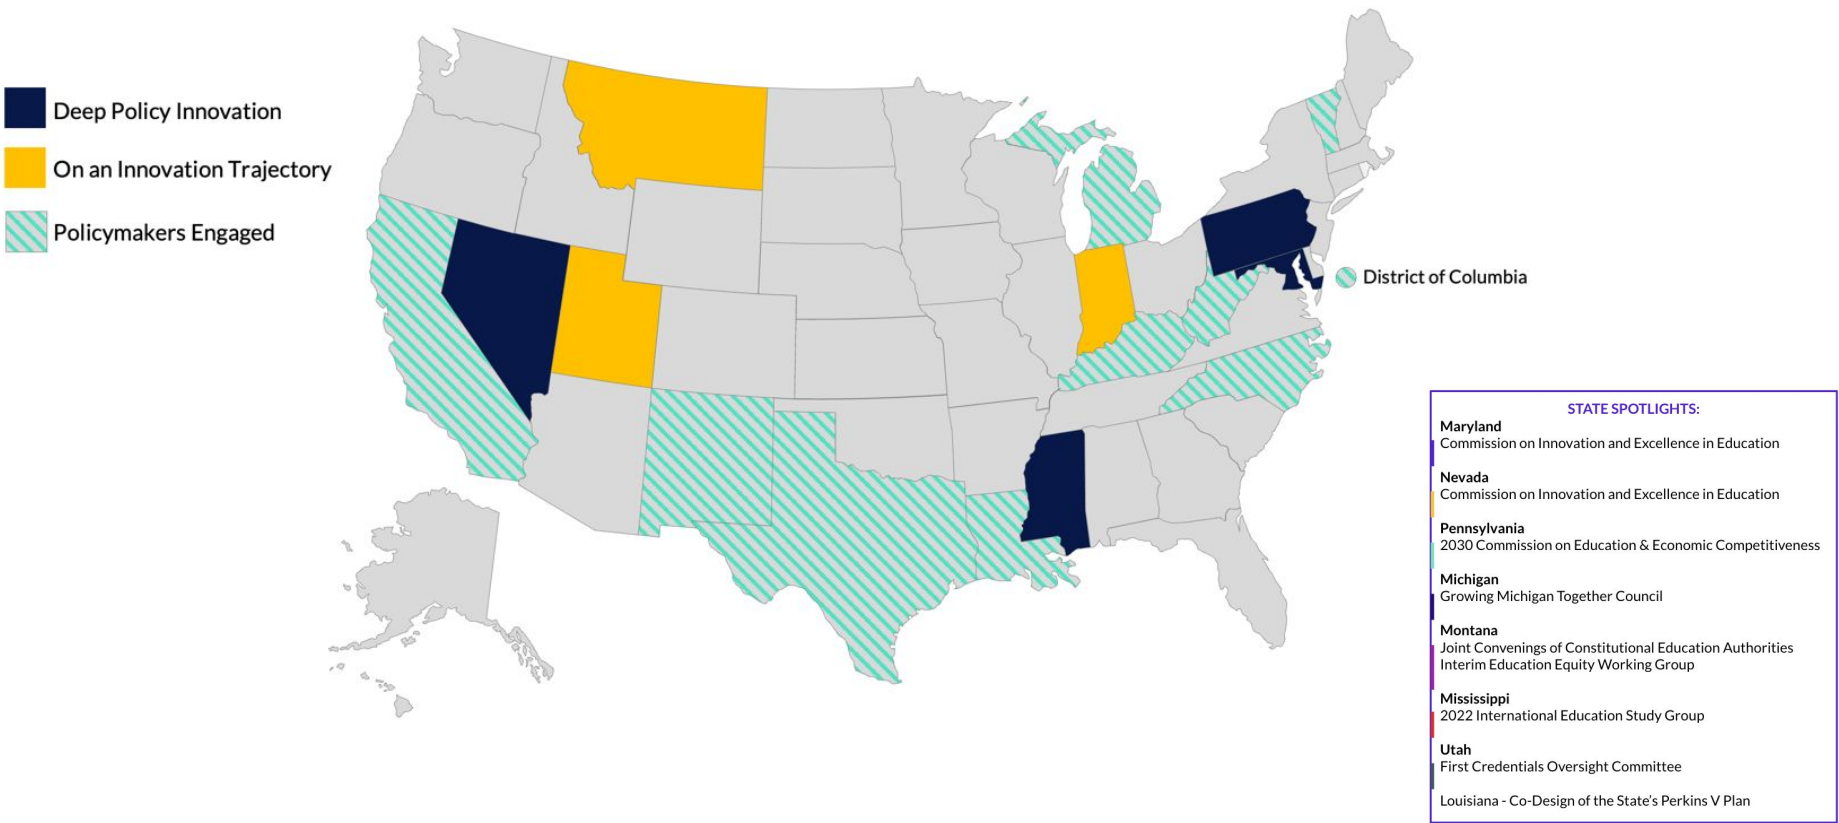 Deep Policy Innovation
On an Innovation Trajectory
Policymakers Engaged
District of Columbia
STATE SPOTLIGHTS:
Maryland
Commission on Innovation and Excellence in Education
Nevada
Commission on Innovation and Excellence in Education
Pennsylvania
2030 Commission on Education & Economic Competitiveness
Michigan
Growing Michigan Together Council
Montana
Joint Convenings of Constitutional Education Authorities
Interim Education Equity Working Group
Mississippi
2022 International Education Study Group
Utah
First Credentials Oversight Committee
Louisiana - Co-Design of the State's Perkins V Plan